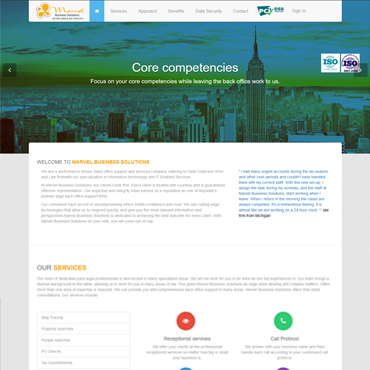 Marvel
Business Solutions
Services
Approach
Benefits
Data Security
Contact
PCI DSS
Sign In
Core competencies
Focus on your core competencies while leaving the back office work to us.
ISO
ISO
WELCOME TO MARVEL BUSINESS SOLUTIONS
We are a performance driven, back office support and services company catering to Debt Collection firms
and Law firms with our specialization in information technology and IT Enabled Services.
At Marvel Business Solutions, our clients come first. Every client is treated with courtesy and a guaranteed
effective representation. Our expertise and integrity have earned us a reputation as one of
premier legal back office support firms.
Our consistent track record of uncompromising efforts instills confidence and trust. We use cutting edge
technologies that allow us to respond quickly, and give you the most relevant information and
perspectives. Marvel Business Solutions is dedicated to achieving the best outcome for every client. With
Marvel Business Solutions on your side, you will come out on top.
"I had many urgent accounts during the tax season
and other rush periods and couldn't have handled
them with my current staff. With this new set-up, I
assign the task during my workday, and the staff at
Marvel Business Solutions start working when I
leave. When I return in the morning the cases are
always completed. It's a tremendous feeling. It is
almost like we are working on a 24-hour clock." - law
firm from Michigan
OUR SERVICES
Our team of dedicated para legal professionals is well-versed in many specialized areas. We will not work for you in an area we are not experienced in. Our team brings a
diverse background to the table, allowing us to work for you in many areas of law. This gives Marvel Business Solutions an edge when dealing with complex matters. Often,
more than one area of expertise is required. We can provide you with comprehensive back office support in many areas. Marvel Business Solutions offers free initial
consultations. Our services include:
Skip Tracing
Property searches
People searches
PQ Clients
Tax Garnishments
Receptionist services
We offer your clients all the professional
receptionist services no matter how big or small
your business is.
Call Protocol
We answer with your business name and then
handle each call according to your customized call
protocol.